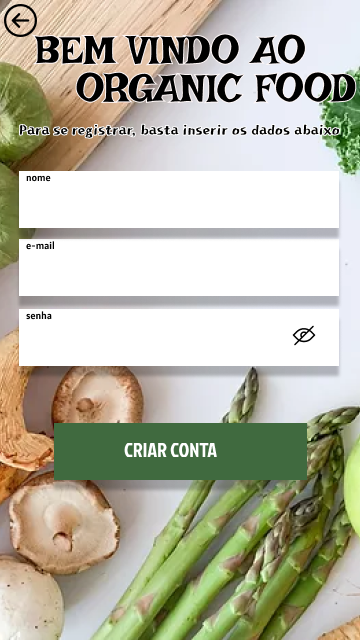 BEM VINDO AO
ORGANIC FOOD
Para se registrar, basta inserir os dados abaixo
nome
e-mail
senha
CRIAR CONTA